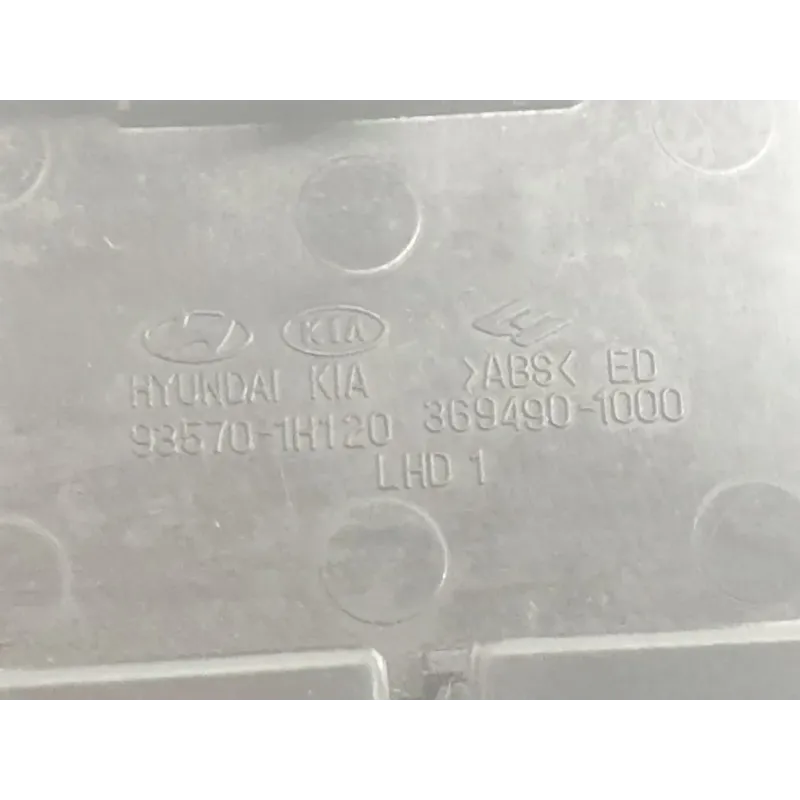 KIA
HYUNDAI KIA >ABS< ED
93570-1H120 369490-1000
LHD 1